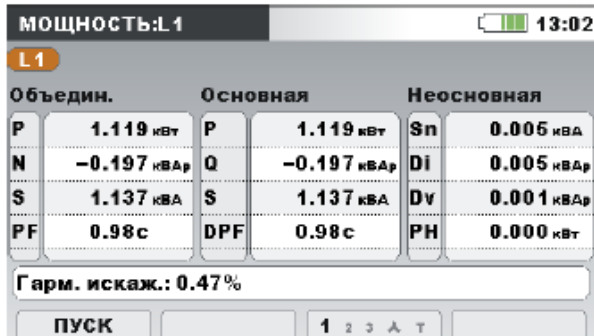 МОЩНОСТЬ:L1 13:02
L1
Объедин. Основная Неосновная
P 1.119 кВт P 1.119 кВт Sn 0.005 кВА
N -0.197 кВАр Q -0.197 кВАр Di 0.005 кВАр
S 1.137 кВА S 1.137 кВА Dv 0.001 кВАр
PF 0.98c DPF 0.98c PH 0.000 кВт
Гарм. искаж.: 0.47%
ПУСК 1 2 3 ⅄ T